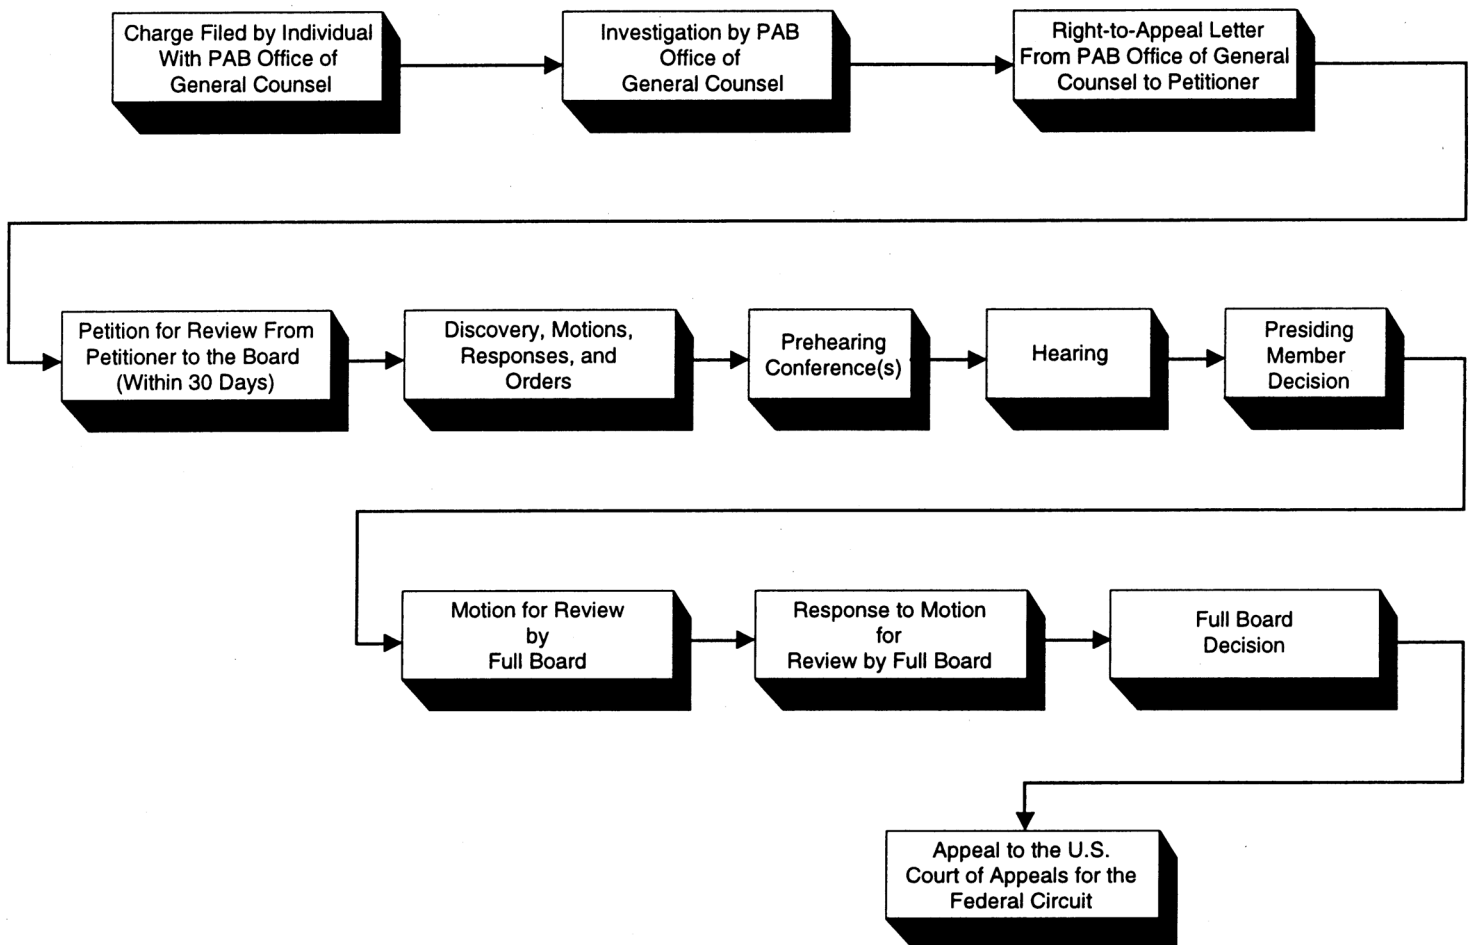 Charge Filed by Individual
With PAB Office of
General Counsel
Investigation by PAB
Office of
General Counsel
Right-to-Appeal Letter
From PAB Office of General
Counsel to Petitioner
Petition for Review From
Petitioner to the Board
(Within 30 Days)
Discovery, Motions,
Responses, and
Orders
Prehearing
Conference(s)
Hearing
Presiding
Member
Decision
Motion for Review
by
Full Board
Response to Motion
for
Review by Full Board
Full Board
Decision
Appeal to the U.S.
Court of Appeals for the
Federal Circuit